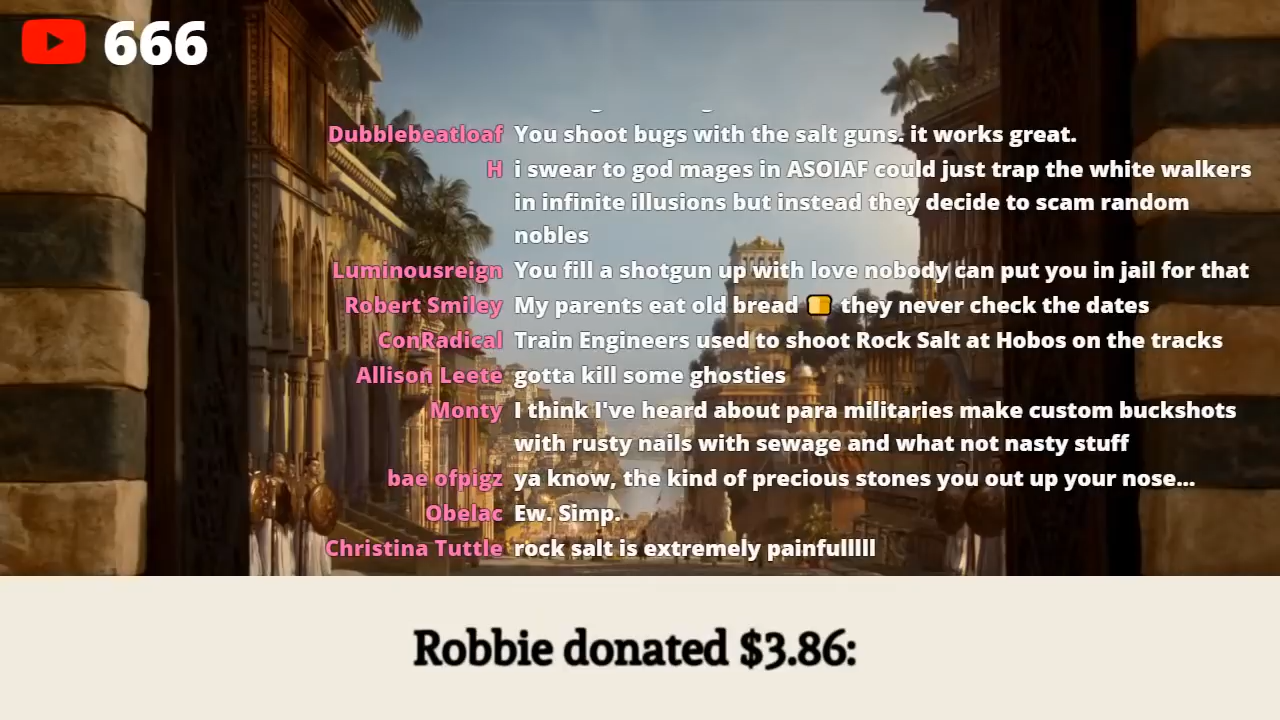 666
Dubblebeatloaf You shoot bugs with the salt guns. it works great.
H i swear to god mages in ASOIAF could just trap the white walkers
in infinite illusions but instead they decide to scam random
nobles
Luminousreign You fill a shotgun up with love nobody can put you in jail for that
Robert Smiley My parents eat old bread 🍞 they never check the dates
ConRadical Train Engineers used to shoot Rock Salt at Hobos on the tracks
Allison Leete gotta kill some ghosties
Monty I think I've heard about para militaries make custom buckshots
with rusty nails with sewage and what not nasty stuff
bae ofpigz ya know, the kind of precious stones you out up your nose...
Obelac Ew. Simp.
Christina Tuttle rock salt is extremely painfulllll
Robbie donated $3.86: